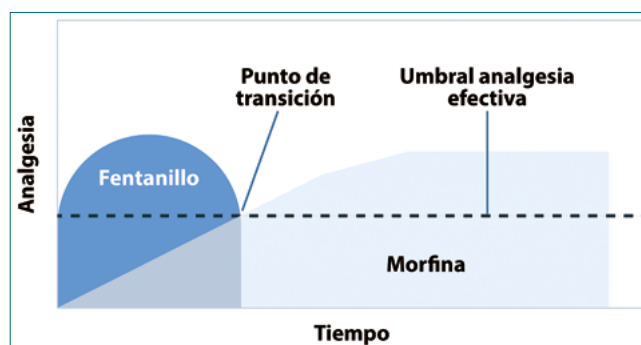 Punto de
transición
Umbral analgesia
efectiva
Analgesia
Fentanillo
Morfina
Tiempo